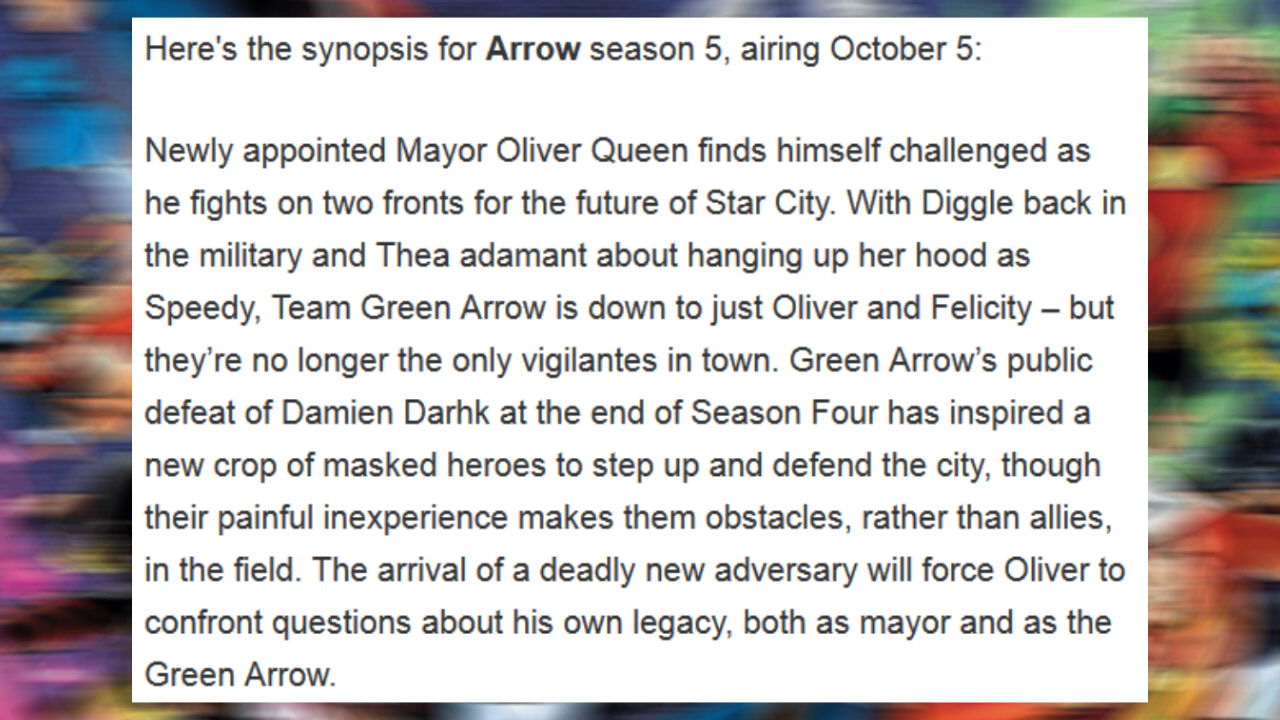 Here's the synopsis for Arrow season 5, airing October 5:
Newly appointed Mayor Oliver Queen finds himself challenged as
he fights on two fronts for the future of Star City. With Diggle back in
the military and Thea adamant about hanging up her hood as
Speedy, Team Green Arrow is down to just Oliver and Felicity – but
they’re no longer the only vigilantes in town. Green Arrow’s public
defeat of Damien Darhk at the end of Season Four has inspired a
new crop of masked heroes to step up and defend the city, though
their painful inexperience makes them obstacles, rather than allies,
in the field. The arrival of a deadly new adversary will force Oliver to
confront questions about his own legacy, both as mayor and as the
Green Arrow.